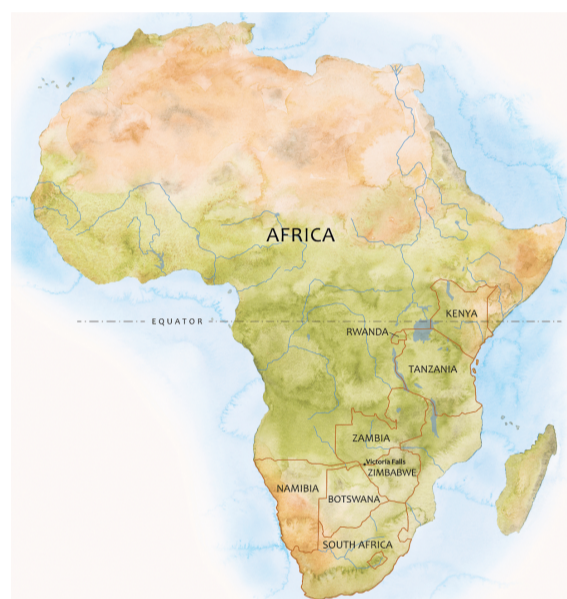 AFRICA
KENYA
EQUATOR
RWANDA
TANZANIA
ZAMBIA
Victoria Falls
ZIMBABWE
NAMIBIA
BOTSWANA
SOUTH AFRICA